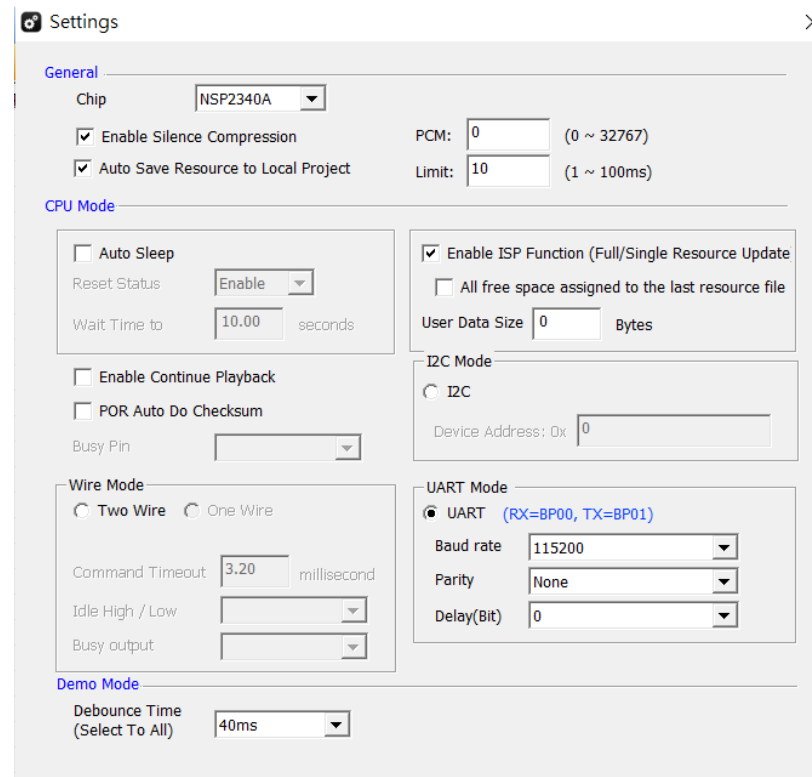 Settings
General
Chip NSP2340A
Enable Silence Compression PCM: 0 (0 ~ 32767)
Auto Save Resource to Local Project Limit: 10 (1 ~ 100ms)
CPU Mode
Auto Sleep
Reset Status Enable
Wait Time to 10.00 seconds
Enable ISP Function (Full/Single Resource Update
All free space assigned to the last resource file
User Data Size 0 Bytes
Enable Continue Playback
POR Auto Do Checksum
Busy Pin
I2C Mode
I2C
Device Address: 0x 0
Wire Mode
Two Wire One Wire
Command Timeout 3.20 millisecond
Idle High / Low
Busy output
UART Mode
UART (RX=BP00, TX=BP01)
Baud rate 115200
Parity None
Delay(Bit) 0
Demo Mode
Debounce Time
(Select To All) 40ms